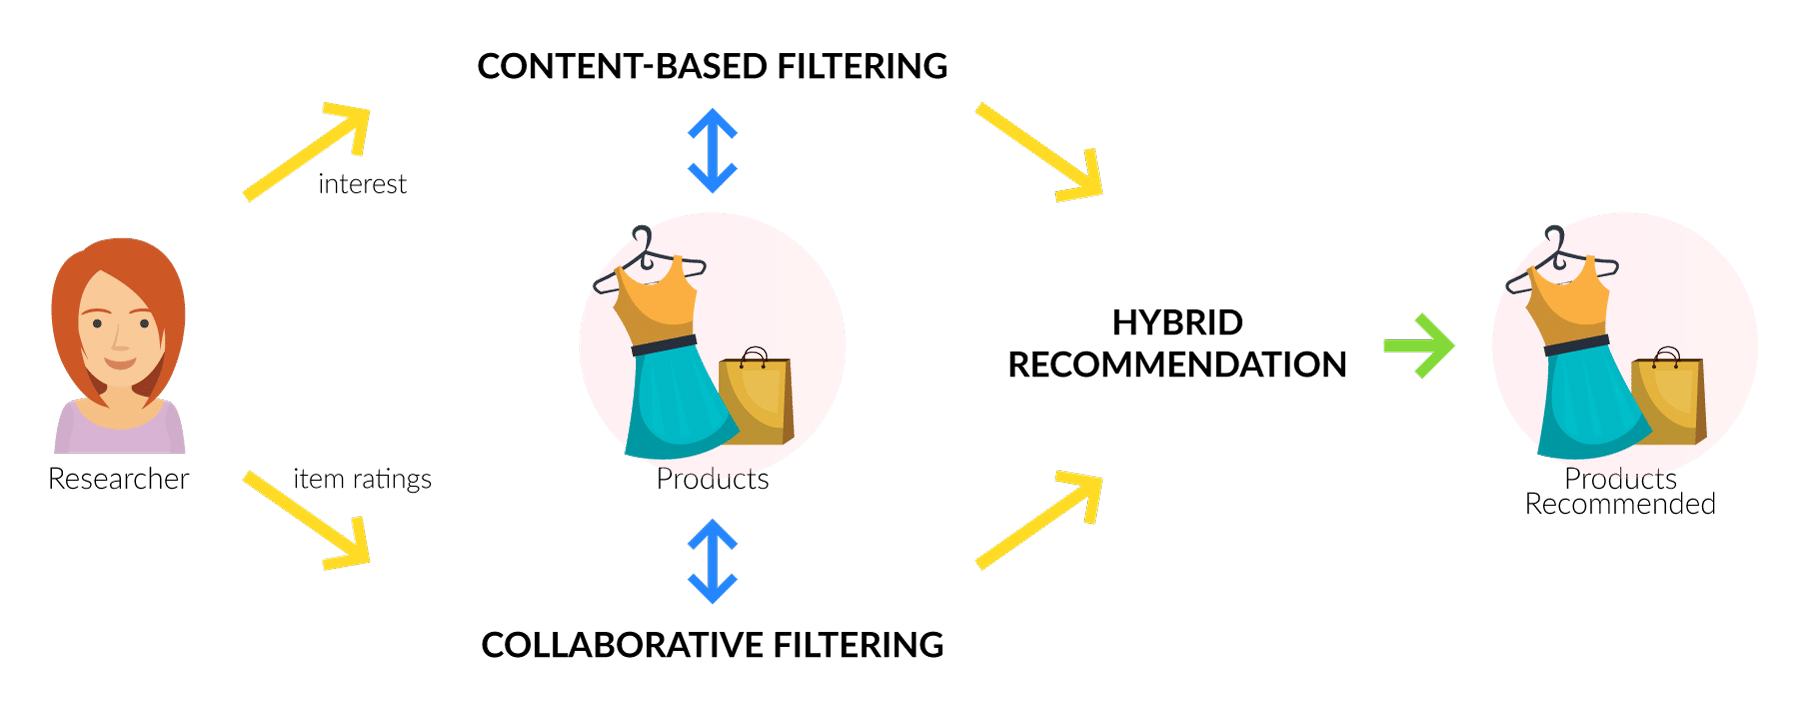 CONTENT-BASED FILTERING
interest
HYBRID
RECOMMENDATION
Researcher
item ratings
Products
Products
Recommended
COLLABORATIVE FILTERING